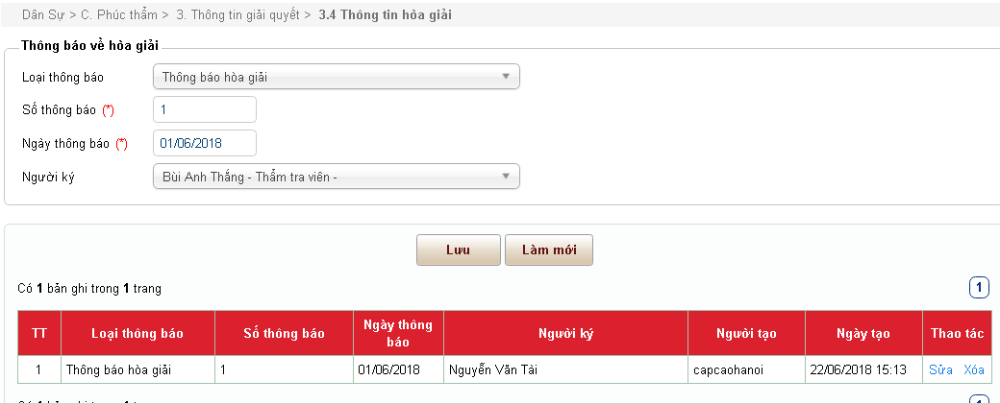 Dân Sự > C. Phúc thẩm > 3. Thông tin giải quyết > 3.4 Thông tin hòa giải
Thông báo về hòa giải
Loại thông báo Thông báo hòa giải
Số thông báo (*) 1
Ngày thông báo (*) 01/06/2018
Người ký Bùi Anh Thắng - Thẩm tra viên -
Lưu Làm mới
Có 1 bản ghi trong 1 trang 1
TT Loại thông báo Số thông báo Ngày thông báo Người ký Người tạo Ngày tạo Thao tác
1 Thông báo hòa giải 1 01/06/2018 Nguyễn Văn Tài capcaohanoi 22/06/2018 15:13 Sửa Xóa